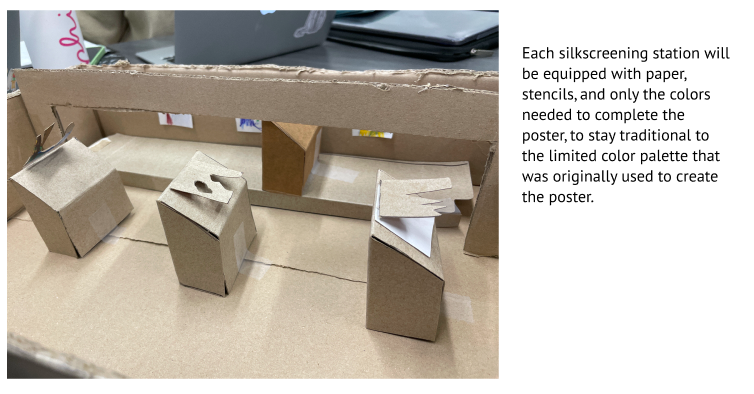 Each silkscreening station will
be equipped with paper,
stencils, and only the colors
needed to complete the
poster, to stay traditional to
the limited color palette that
was originally used to create
the poster.